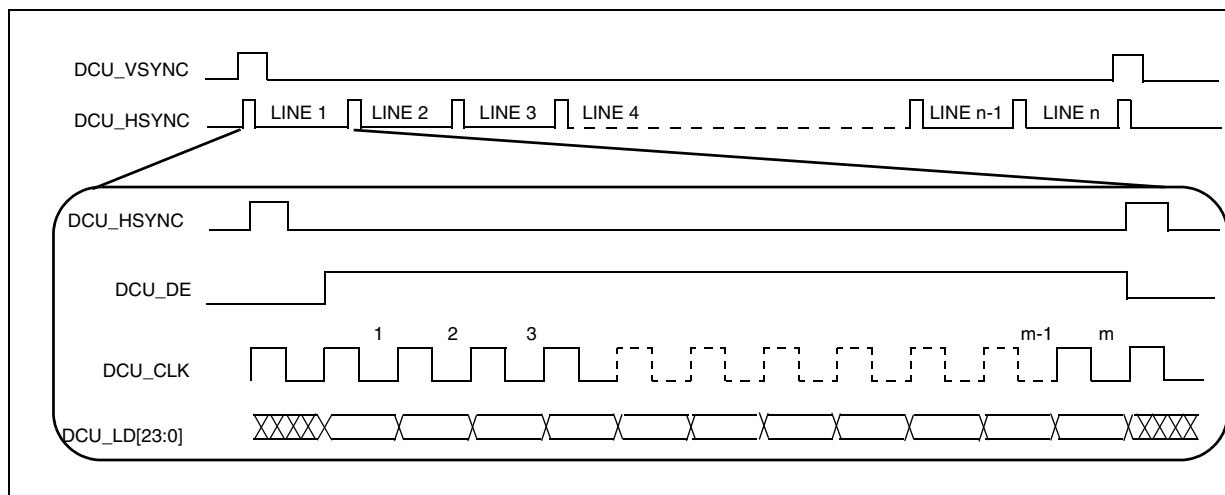 DCU_VSYNC
DCU_HSYNC LINE 1 LINE 2 LINE 3 LINE 4 LINE n-1 LINE n
DCU_HSYNC
DCU_DE
1 2 3 m-1 m
DCU_CLK
DCU_LD[23:0]